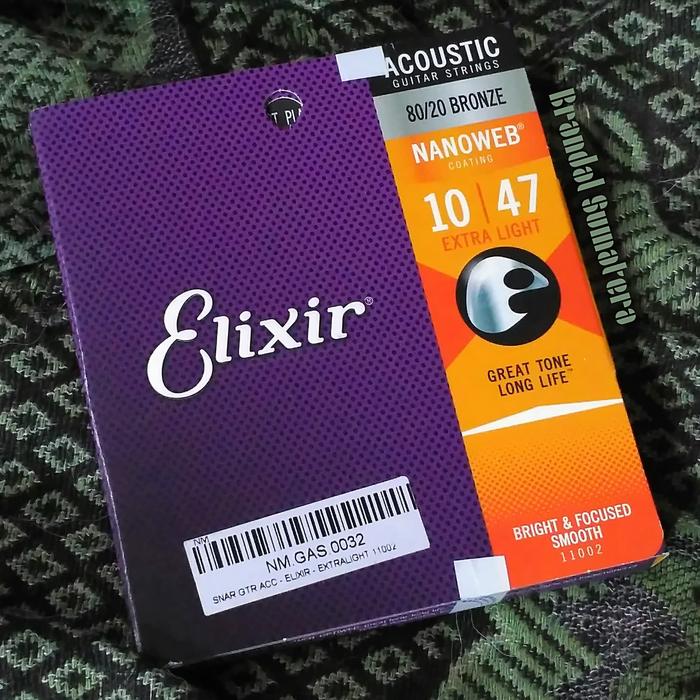 ACOUSTIC
GUITAR STRINGS
80/20 BRONZE
NANOWEB®
COATING
10 | 47
EXTRA LIGHT
Elixir®
GREAT TONE
LONG LIFE™
BRIGHT & FOCUSED
SMOOTH
11002
NM
NM.GAS.0032
SNAR GTR ACC - ELIXIR - EXTRALIGHT 11002
Brandal Gunnarero